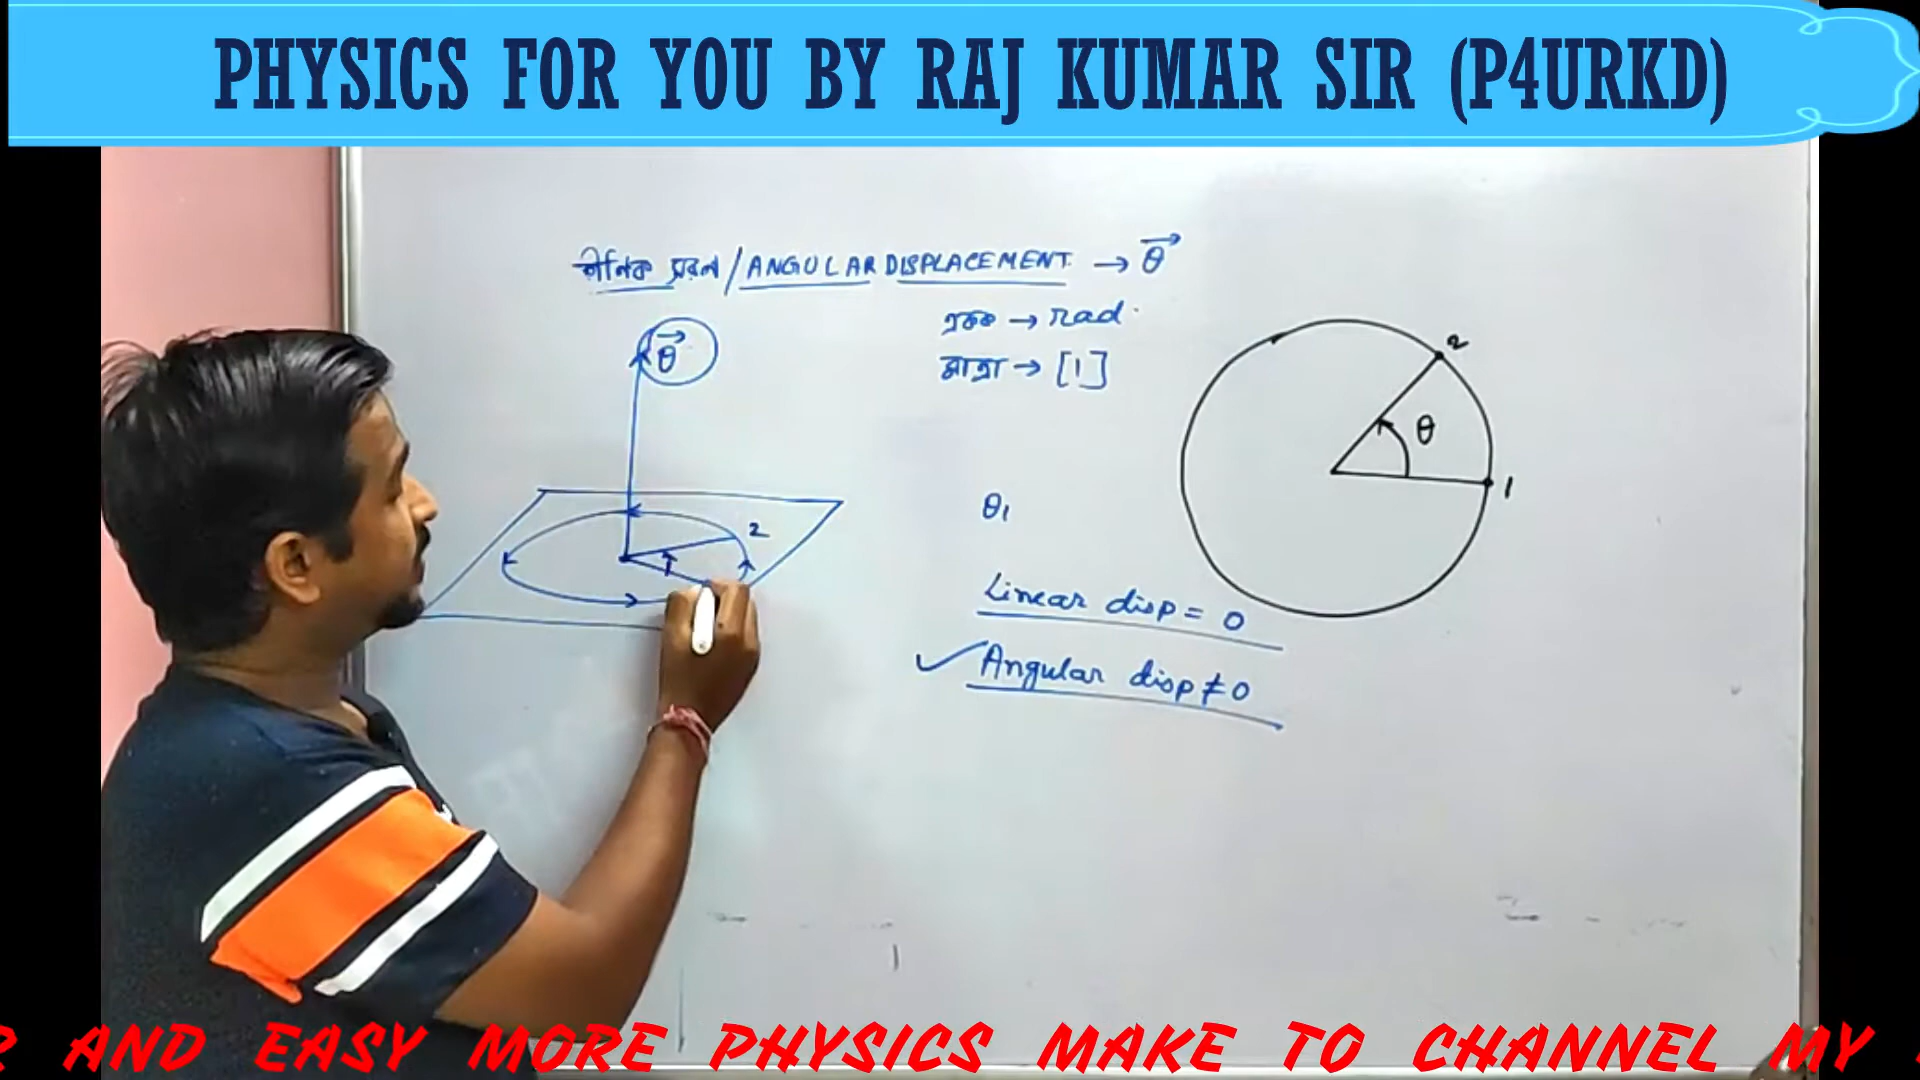 PHYSICS FOR YOU BY RAJ KUMAR SIR (P4URKD)
কৌনিক সরণ / ANGULAR DISPLACEMENT → θ⃗
একক → rad.
মাত্রা → [1]
θ⃗
2
2
θ
1
θ1
Linear disp = 0
✓ Angular disp ≠ 0
AND EASY MORE PHYSICS MAKE TO CHANNEL MY